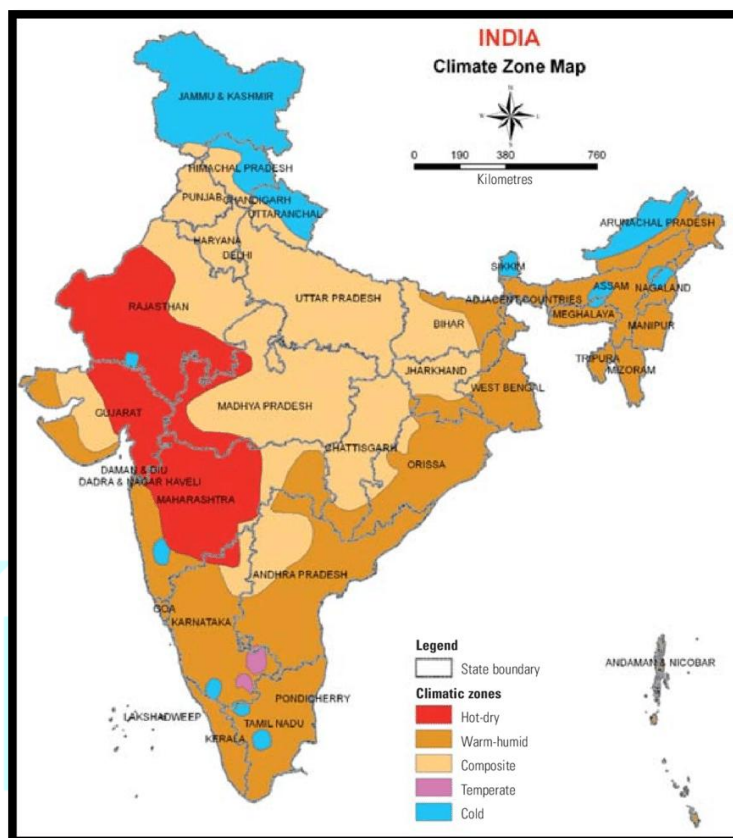 INDIA
Climate Zone Map
N
W
E
S
0 190 380 760
Kilometres
JAMMU & KASHMIR
HIMACHAL PRADESH
PUNJAB
CHANDIGARH
UTTARANCHAL
HARYANA
DELHI
ARUNACHAL PRADESH
SIKKIM
RAJASTHAN
UTTAR PRADESH
ADJACENT COUNTRIES
ASSAM
NAGALAND
BIHAR
MEGHALAYA
MANIPUR
JHARKHAND
TRIPURA
MIZORAM
WEST BENGAL
GUJARAT
MADHYA PRADESH
CHATTISGARH
ORISSA
DAMAN & DIU
DADRA & NAGAR HAVELI
MAHARASHTRA
ANDHRA PRADESH
GOA
KARNATAKA
PONDICHERRY
LAKSHADWEEP
TAMIL NADU
KERALA
ANDAMAN & NICOBAR
Legend
State boundary
Climatic zones
Hot-dry
Warm-humid
Composite
Temperate
Cold